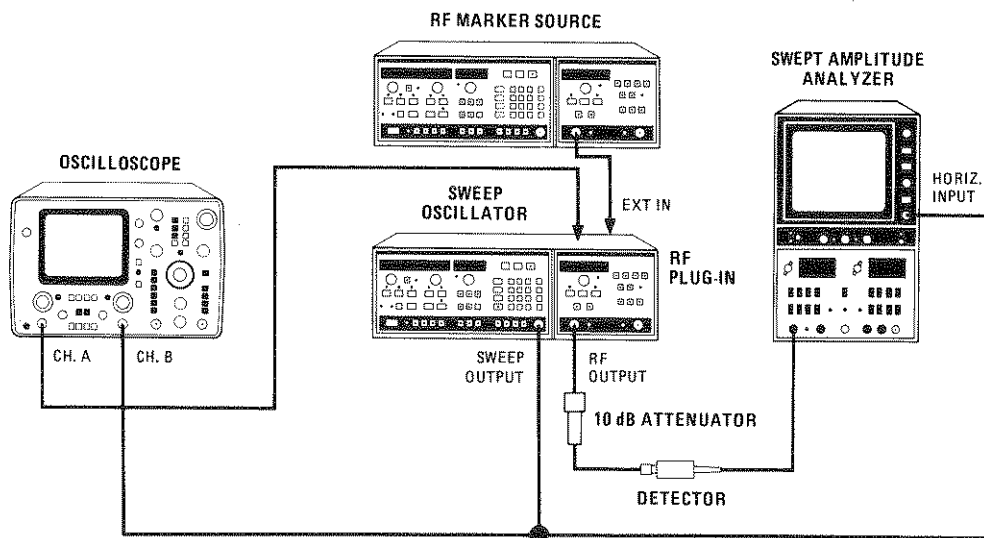 RF MARKER SOURCE
SWEPT AMPLITUDE
ANALYZER
OSCILLOSCOPE
SWEEP
OSCILLATOR
EXT IN
HORIZ.
INPUT
RF
PLUG-IN
CH. A
CH. B
SWEEP
OUTPUT
RF
OUTPUT
10 dB ATTENUATOR
DETECTOR